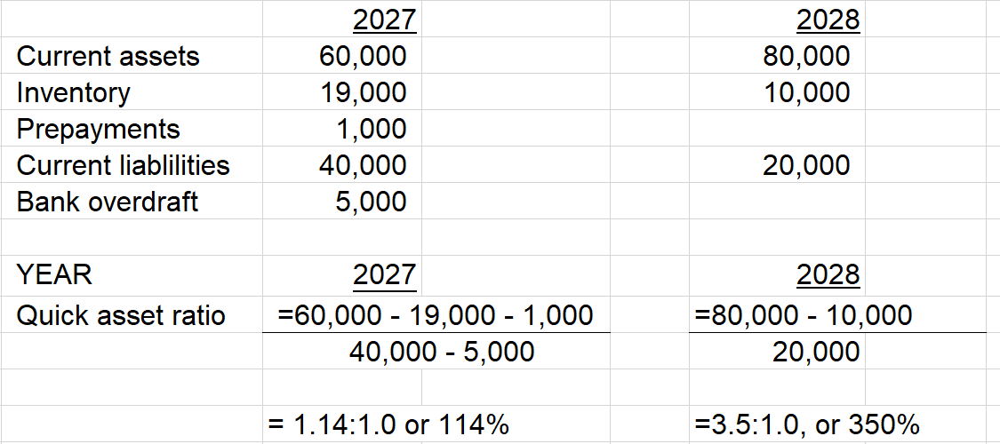 2027 2028
Current assets 60,000 80,000
Inventory 19,000 10,000
Prepayments 1,000
Current liablilities 40,000 20,000
Bank overdraft 5,000
YEAR 2027 2028
Quick asset ratio =60,000 - 19,000 - 1,000 =80,000 - 10,000
40,000 - 5,000 20,000
= 1.14:1.0 or 114% =3.5:1.0, or 350%